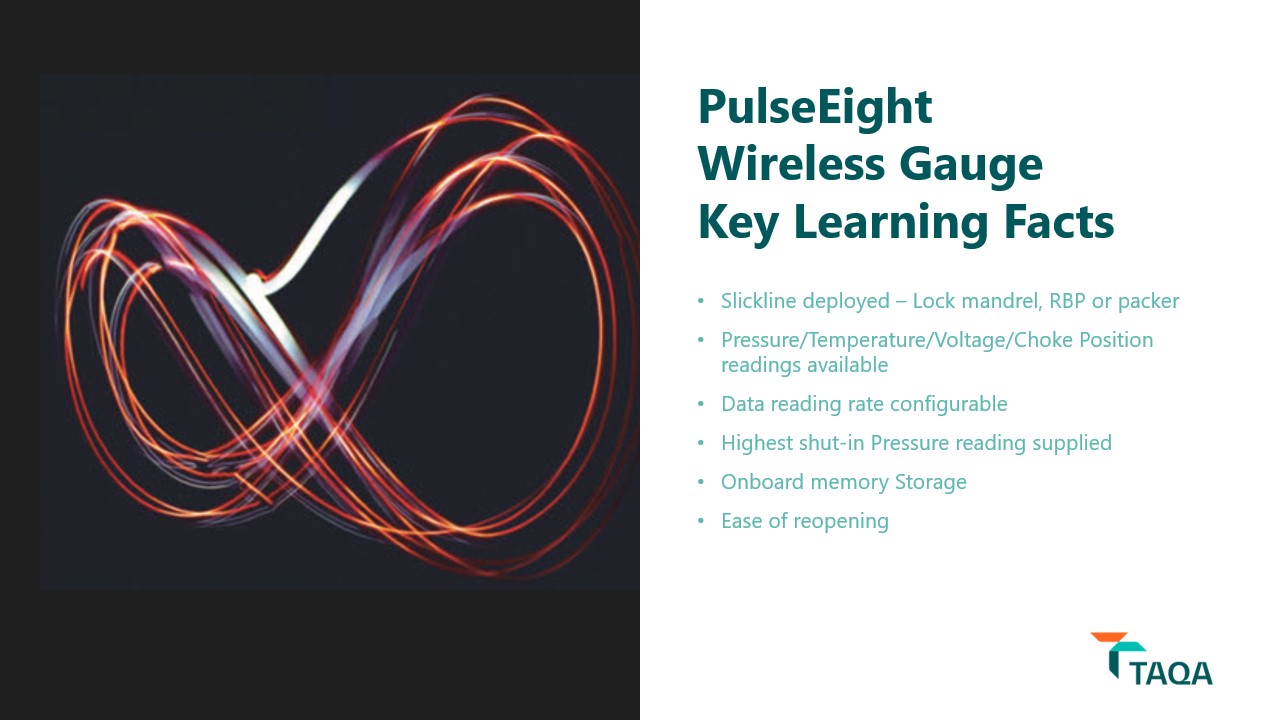 PulseEight
Wireless Gauge
Key Learning Facts
• Slickline deployed – Lock mandrel, RBP or packer
• Pressure/Temperature/Voltage/Choke Position
readings available
• Data reading rate configurable
• Highest shut-in Pressure reading supplied
• Onboard memory Storage
• Ease of reopening
TAQA